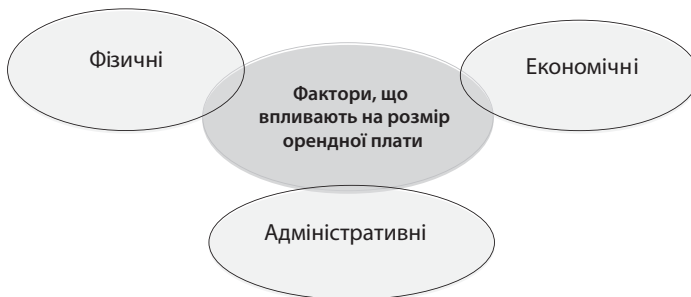 Фізичні
Економічні
Фактори, що
впливають на розмір
орендної плати
Адміністративні